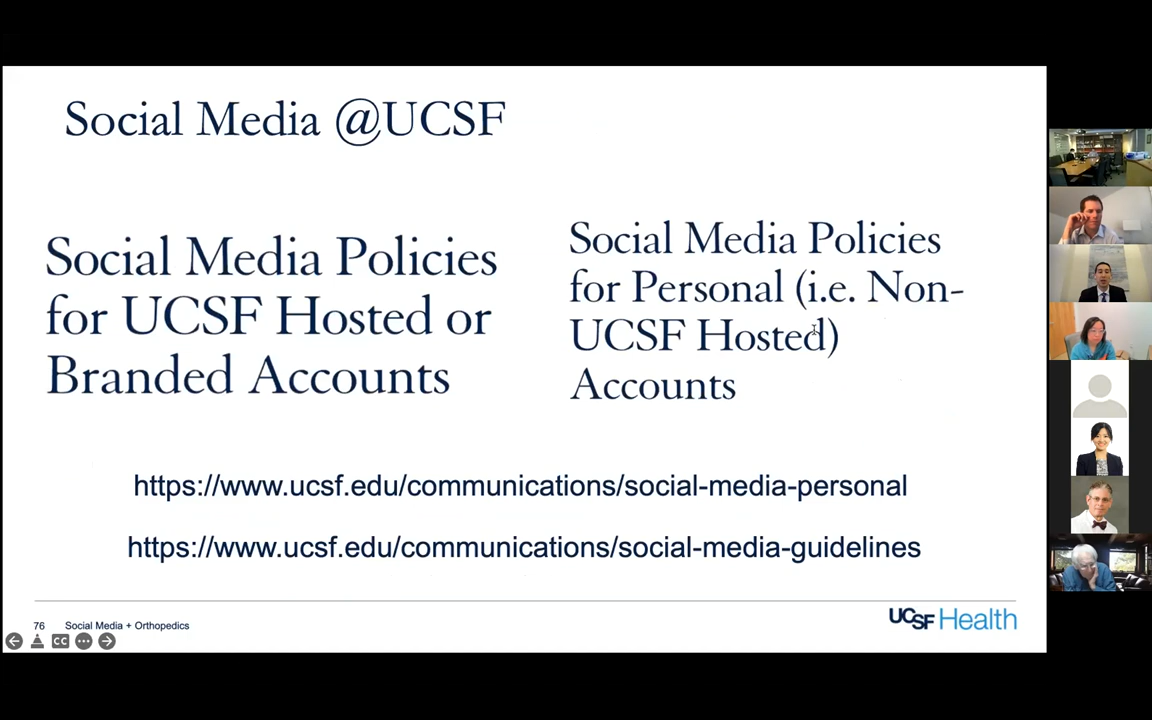 Social Media @UCSF
Social Media Policies
for UCSF Hosted or
Branded Accounts
Social Media Policies
for Personal (i.e. Non-
UCSF Hosted)
Accounts
https://www.ucsf.edu/communications/social-media-personal
https://www.ucsf.edu/communications/social-media-guidelines
76
Social Media + Orthopedics
UCSF Health
CC